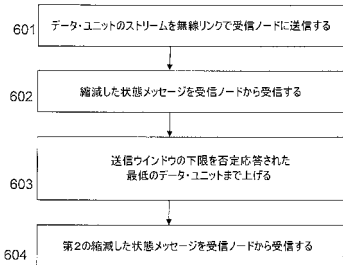 601
データ・ユニットのストリームを無線リンクで受信ノードに送信する
602
縮減した状態メッセージを受信ノードから受信する
603
送信ウインドウの下限を否定応答された
最低のデータ・ユニットまで上げる
604
第2の縮減した状態メッセージを受信ノードから受信する